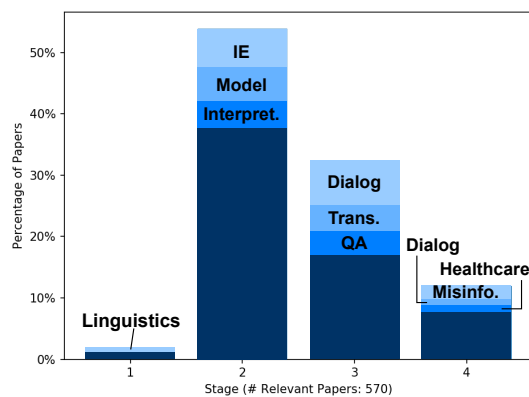 Percentage of Papers
50%
40%
30%
20%
10%
0%
IE
Model
Interpret.
Dialog
Trans.
QA
Dialog
Healthcare
Misinfo.
Linguistics
1 2 3 4
Stage (# Relevant Papers: 570)